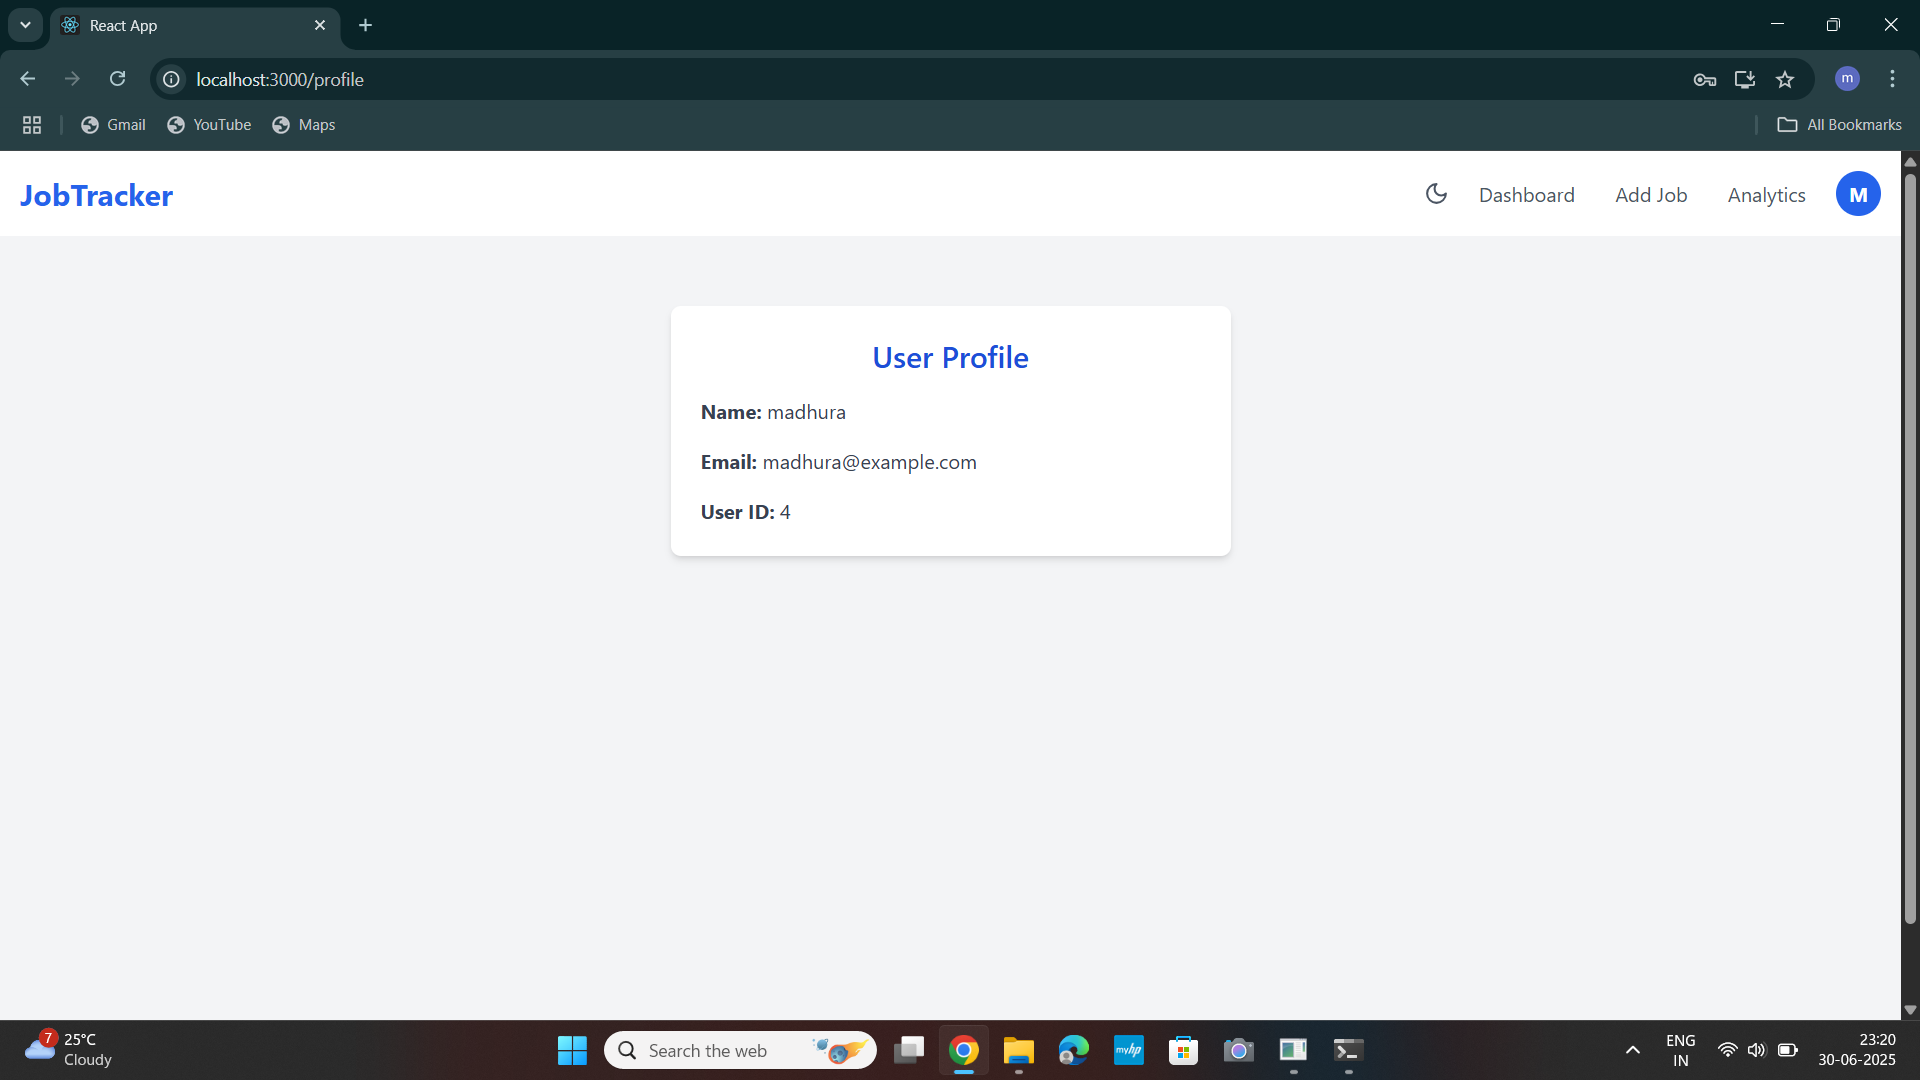 React App
localhost:3000/profile
m
Gmail YouTube Maps All Bookmarks
JobTracker Dashboard Add Job Analytics M
User Profile
Name: madhura
Email: madhura@example.com
User ID: 4
7 25°C
Cloudy
Search the web
myhp
ENG
IN
23:20
30-06-2025